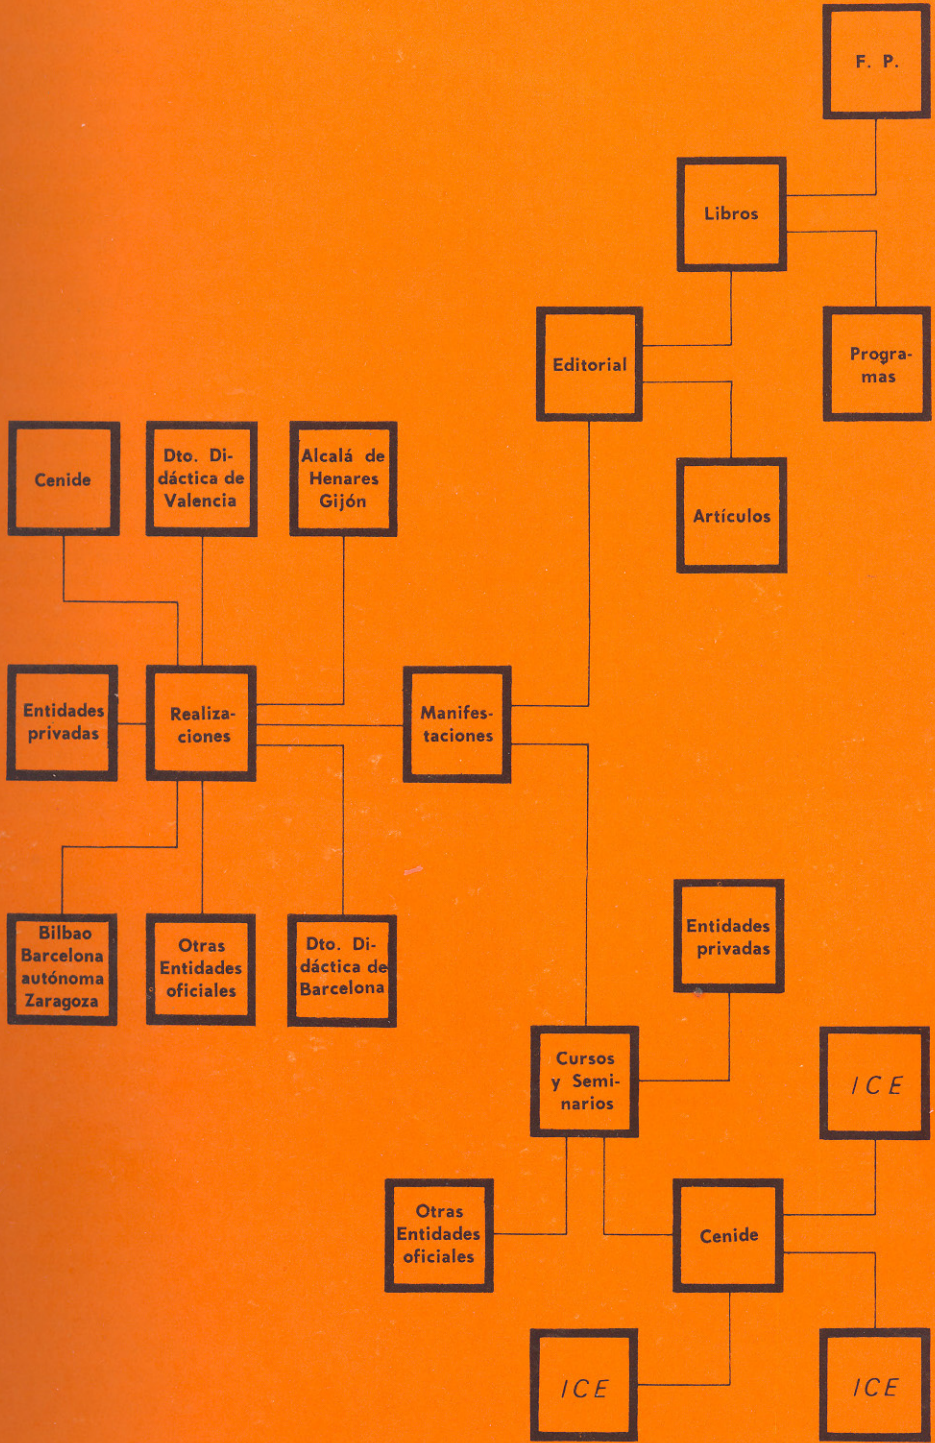 F. P.
Libros
Editorial
Progra-
mas
Cenide
Dto. Di-
dáctica de
Valencia
Alcalá de
Henares
Gijón
Artículos
Entidades
privadas
Realiza-
ciones
Manifes-
taciones
Bilbao
Barcelona
autónoma
Zaragoza
Otras
Entidades
oficiales
Dto. Di-
dáctica de
Barcelona
Entidades
privadas
Cursos
y Semi-
narios
ICE
Otras
Entidades
oficiales
Cenide
ICE
ICE